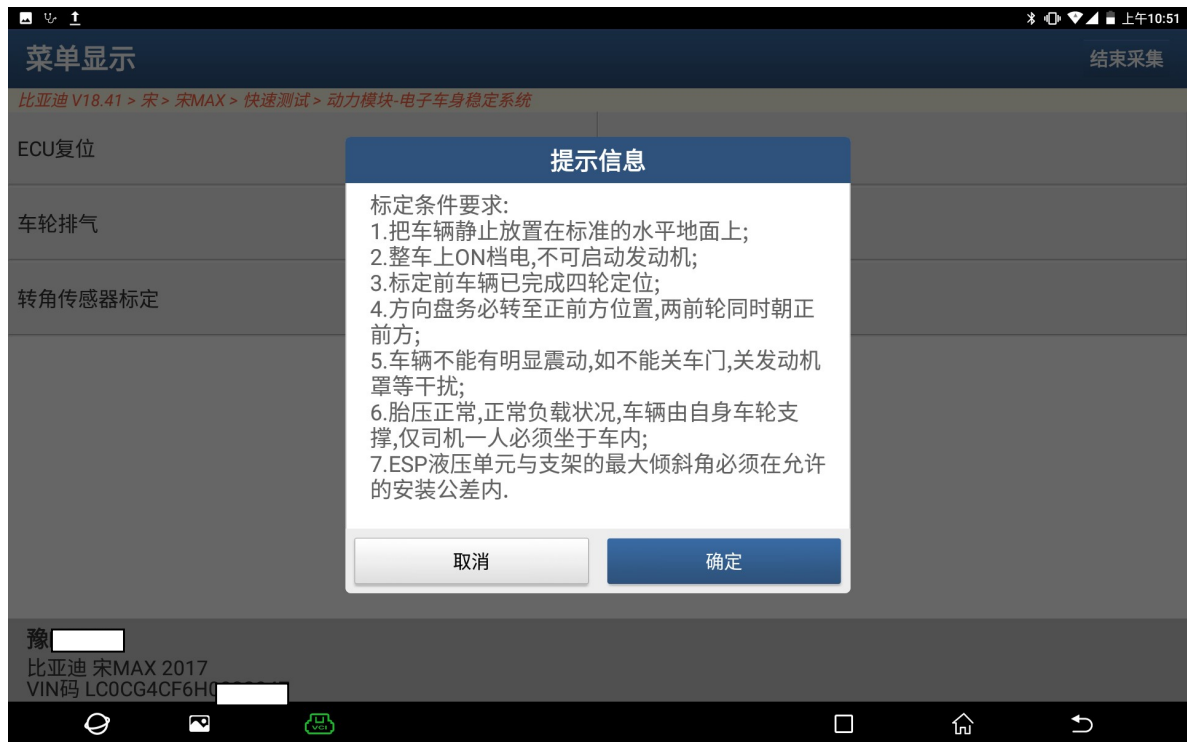 上午10:51
菜单显示
结束采集
比亚迪 V18.41 > 宋 > 宋MAX > 快速测试 > 动力模块-电子车身稳定系统
ECU复位
车轮排气
转角传感器标定
提示信息
标定条件要求:
1.把车辆静止放置在标准的水平地面上;
2.整车上ON档电,不可启动发动机;
3.标定前车辆已完成四轮定位;
4.方向盘务必转至正前方位置,两前轮同时朝正
前方;
5.车辆不能有明显震动,如不能关车门,关发动机
罩等干扰;
6.胎压正常,正常负载状况,车辆由自身车轮支
撑,仅司机一人必须坐于车内;
7.ESP液压单元与支架的最大倾斜角必须在允许
的安装公差内.
取消
确定
豫
比亚迪 宋MAX 2017
VIN码 LC0CG4CF6H
VCI